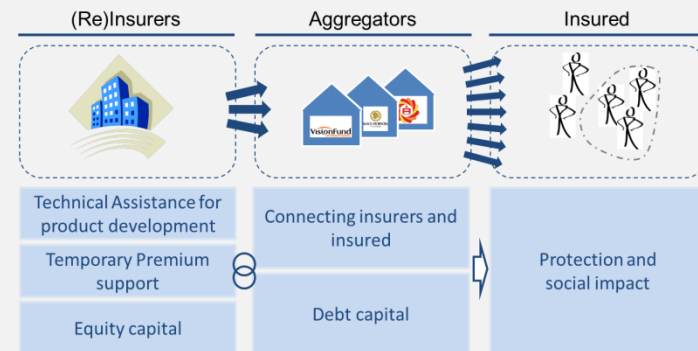 (Re)Insurers
Aggregators
Insured
VisionFund
Technical Assistance for
product development
Temporary Premium
support
Equity capital
Connecting insurers and
insured
Debt capital
Protection and
social impact